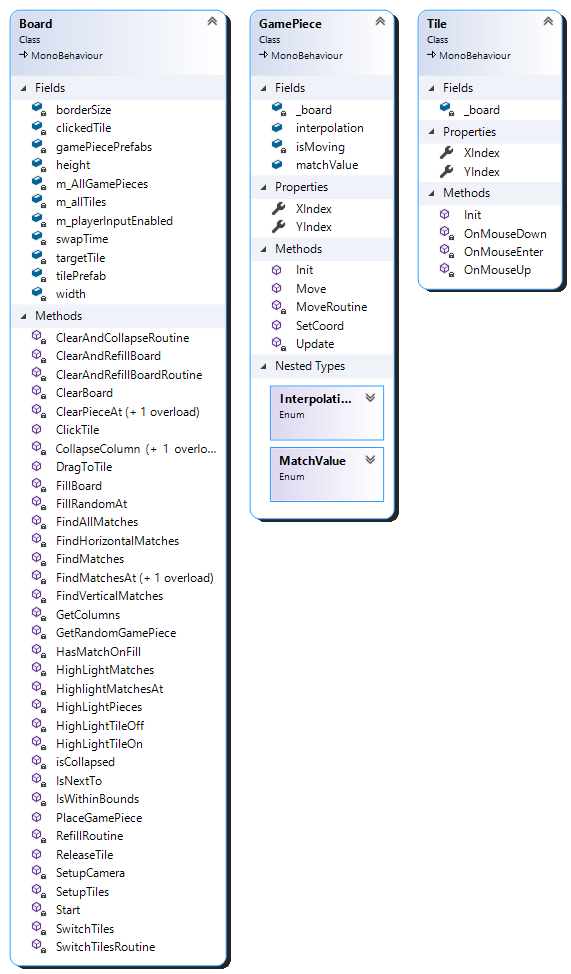 Board
Class
MonoBehaviour
Fields
borderSize
clickedTile
gamePiecePrefabs
height
m_AllGamePieces
m_allTiles
m_playerInputEnabled
swapTime
targetTile
tilePrefab
width
Methods
ClearAndCollapseRoutine
ClearAndRefillBoard
ClearAndRefillBoardRoutine
ClearBoard
ClearPieceAt (+ 1 overload)
ClickTile
CollapseColumn (+ 1 overlo...
DragToTile
FillBoard
FillRandomAt
FindAllMatches
FindHorizontalMatches
FindMatches
FindMatchesAt (+ 1 overload)
FindVerticalMatches
GetColumns
GetRandomGamePiece
HasMatchOnFill
HighLightMatches
HighlightMatchesAt
HighLightPieces
HighLightTileOff
HighLightTileOn
isCollapsed
IsNextTo
IsWithinBounds
PlaceGamePiece
RefillRoutine
ReleaseTile
SetupCamera
SetupTiles
Start
SwitchTiles
SwitchTilesRoutine
GamePiece
Class
MonoBehaviour
Fields
_board
interpolation
isMoving
matchValue
Properties
XIndex
YIndex
Methods
Init
Move
MoveRoutine
SetCoord
Update
Nested Types
Interpolati...
Enum
MatchValue
Enum
Tile
Class
MonoBehaviour
Fields
_board
Properties
XIndex
YIndex
Methods
Init
OnMouseDown
OnMouseEnter
OnMouseUp